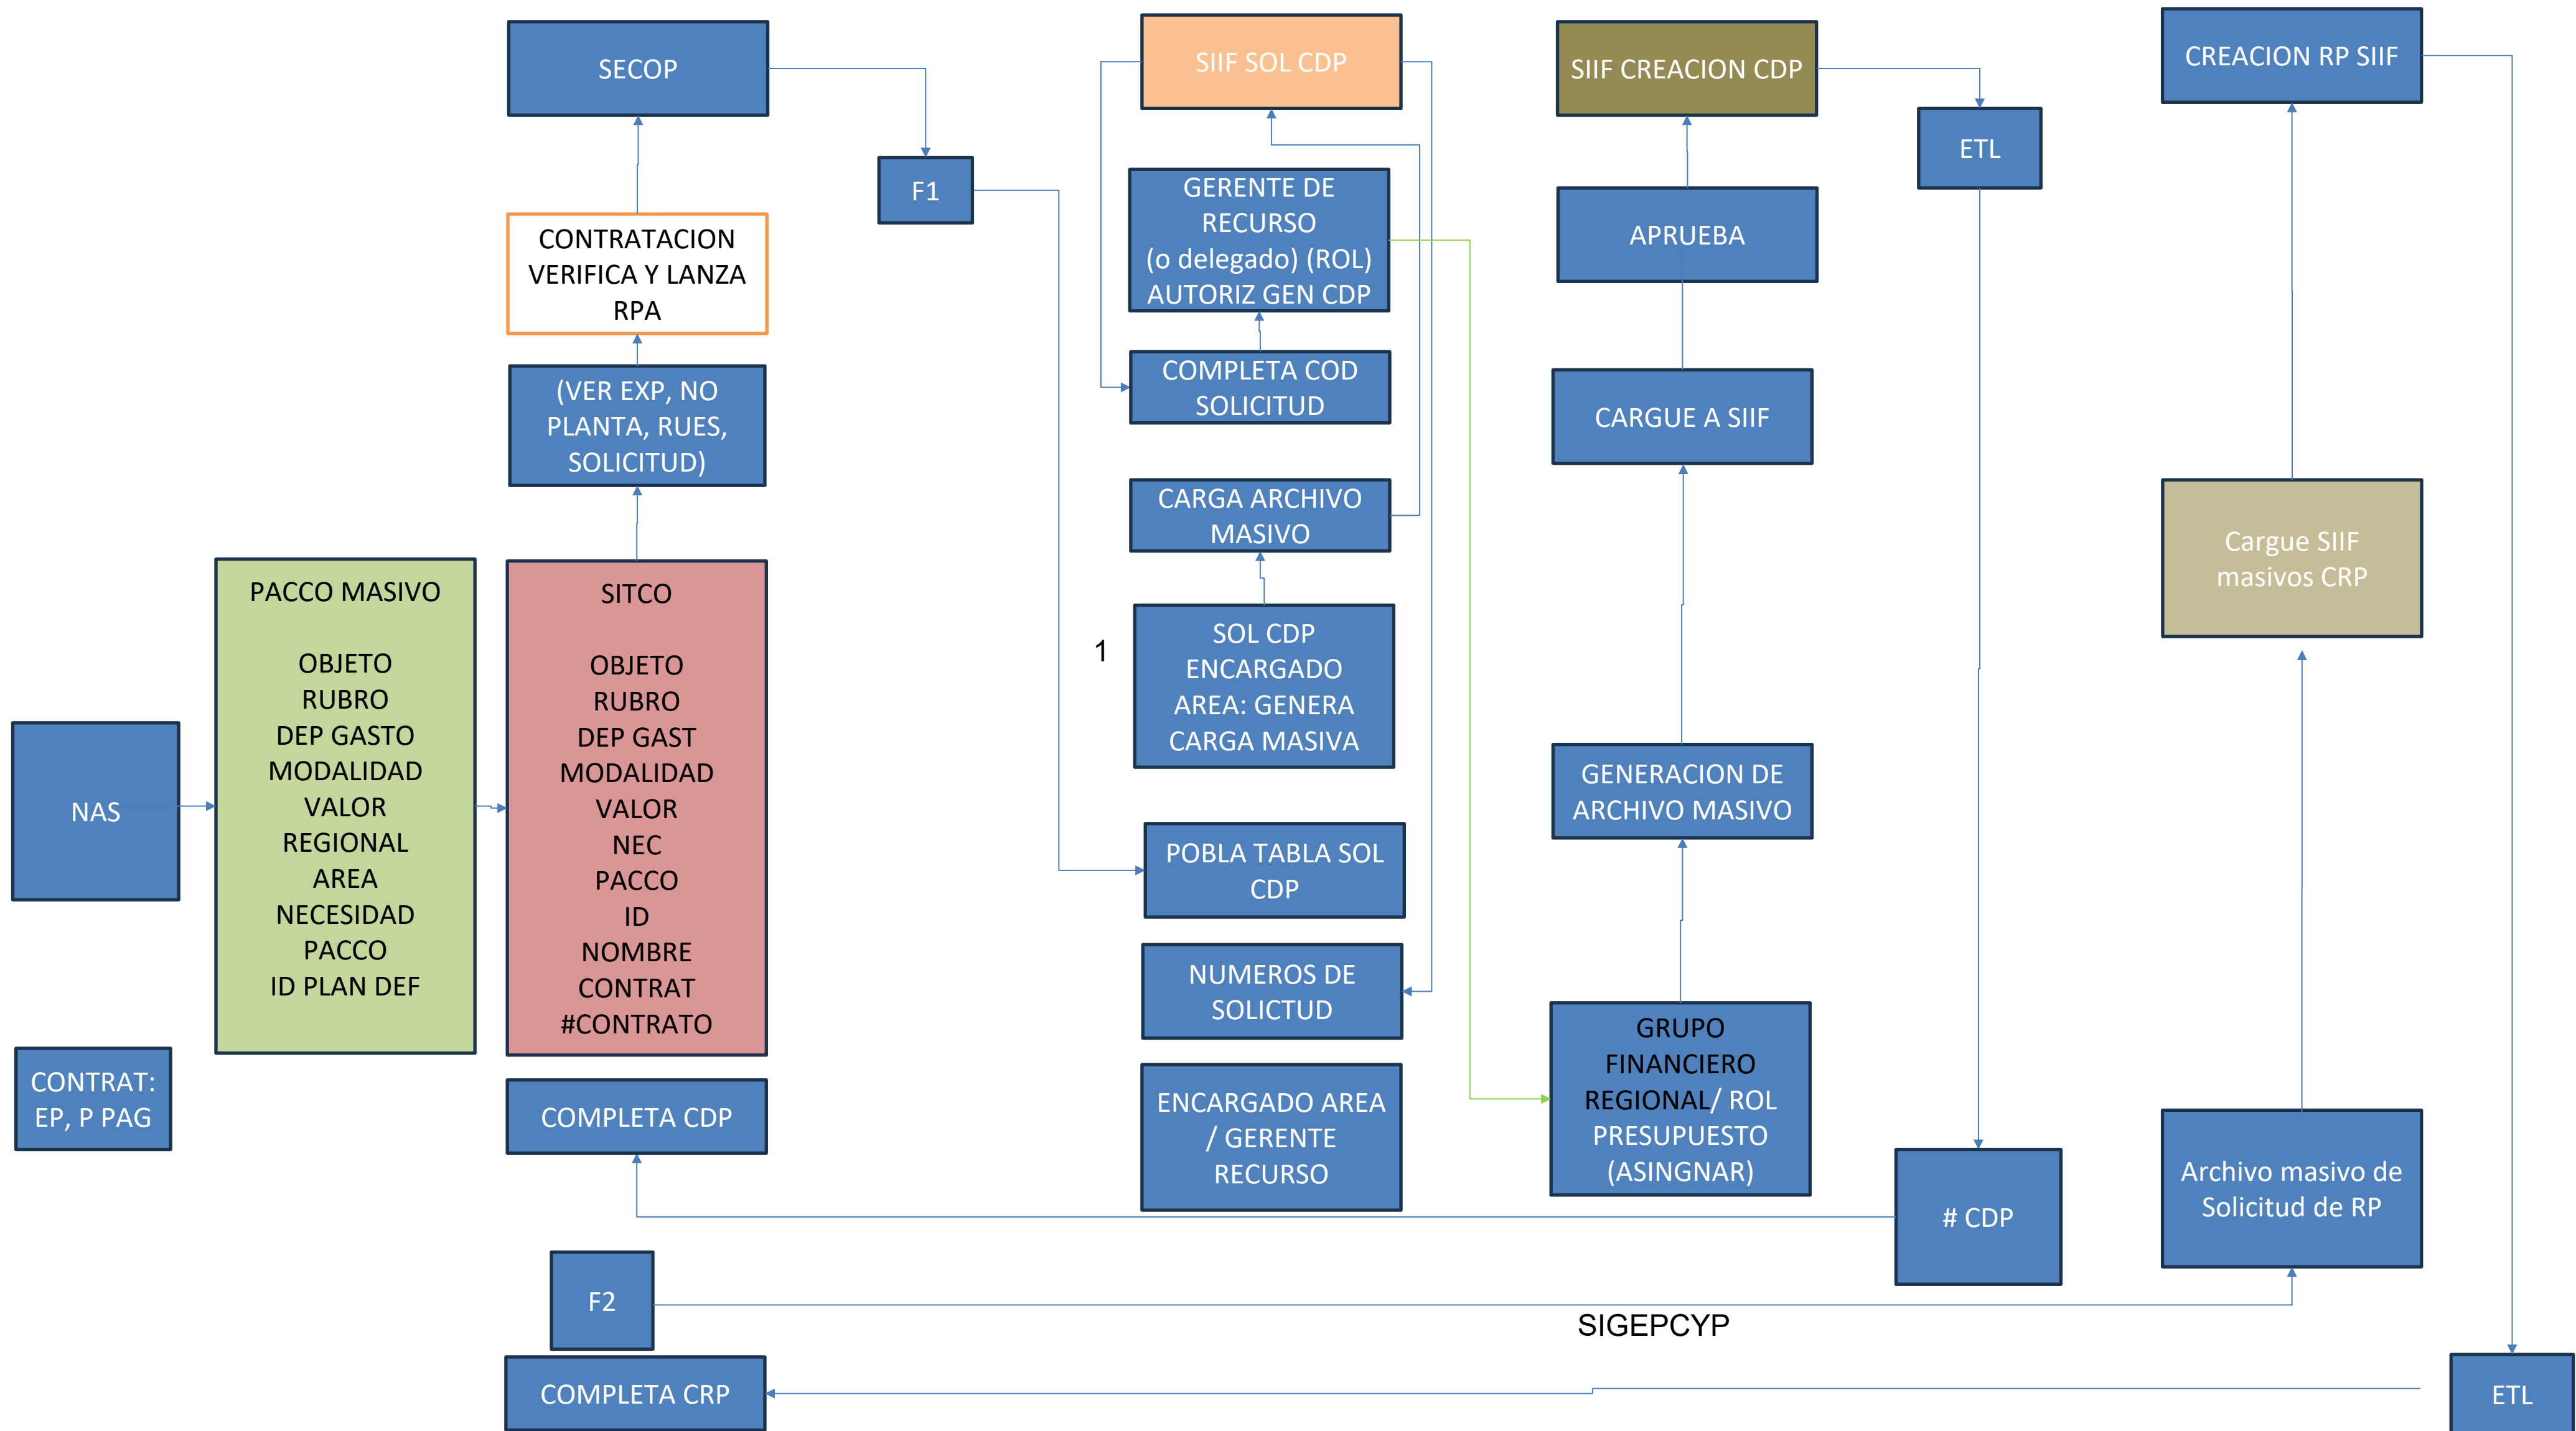 SECOP
F1
CONTRATACION
VERIFICA Y LANZA
RPA
(VER EXP, NO
PLANTA, RUES,
SOLICITUD)
NAS
PACCO MASIVO
OBJETO
RUBRO
DEP GASTO
MODALIDAD
VALOR
REGIONAL
AREA
NECESIDAD
PACCO
ID PLAN DEF
SITCO
OBJETO
RUBRO
DEP GAST
MODALIDAD
VALOR
NEC
PACCO
ID
NOMBRE
CONTRAT
#CONTRATO
CONTRAT:
EP, P PAG
COMPLETA CDP
F2
COMPLETA CRP
SIIF SOL CDP
GERENTE DE
RECURSO
(o delegado) (ROL)
AUTORIZ GEN CDP
COMPLETA COD
SOLICITUD
CARGA ARCHIVO
MASIVO
1
SOL CDP
ENCARGADO
AREA: GENERA
CARGA MASIVA
POBLA TABLA SOL
CDP
NUMEROS DE
SOLICTUD
ENCARGADO AREA
/ GERENTE
RECURSO
SIIF CREACION CDP
ETL
APRUEBA
CARGUE A SIIF
GENERACION DE
ARCHIVO MASIVO
GRUPO
FINANCIERO
REGIONAL/ ROL
PRESUPUESTO
(ASINGNAR)
# CDP
SIGEPCYP
CREACION RP SIIF
Cargue SIIF
masivos CRP
Archivo masivo de
Solicitud de RP
ETL